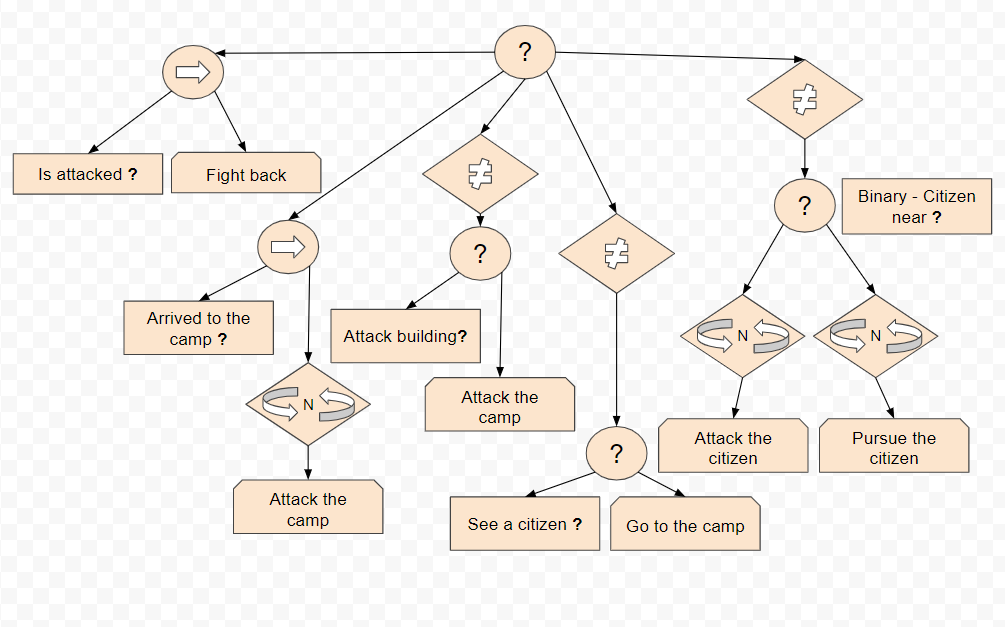 ?
≠
Is attacked ?
Fight back
≠
?
Binary - Citizen
near ?
?
≠
Arrived to the
camp ?
Attack building?
N
N
N
Attack the
camp
Attack the
citizen
Pursue the
citizen
?
Attack the
camp
See a citizen ?
Go to the camp